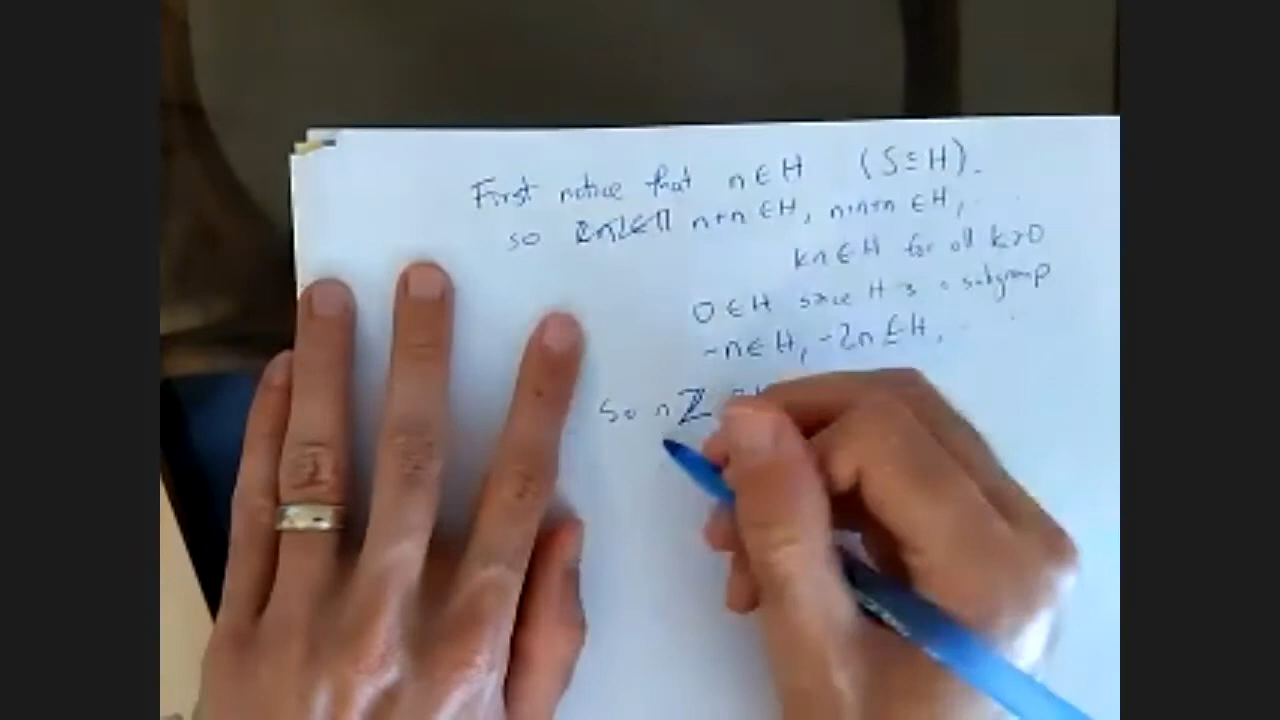 First notice that n ∈ H (S ⊆ H).
so n+n ∈ H, n+n+n ∈ H, ...
kn ∈ H for all k>0
0 ∈ H since H is a subgroup
-n ∈ H, -2n ∈ H, ...
So nℤ